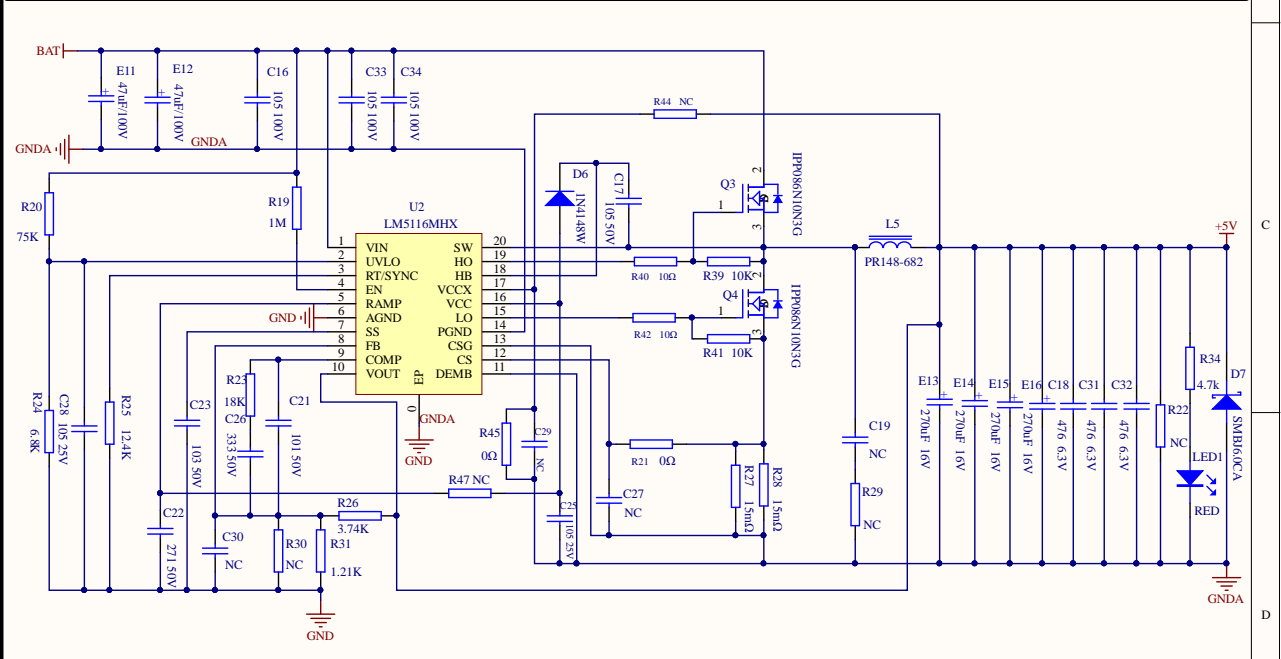 BAT
E11
47uF/100V
E12
47uF/100V
C16
105 100V
C33
105 100V
C34
105 100V
GNDA
GNDA
R44 NC
R20
75K
R19
1M
D6
1N4148W
C17
105 50V
Q3
1
2
3
IPP086N10N3G
U2
LM5116MHX
1 VIN
2 UVLO
3 RT/SYNC
4 EN
5 RAMP
6 AGND
7 SS
8 FB
9 COMP
10 VOUT
20 SW
19 HO
18 HB
17 VCCX
16 VCC
15 LO
14 PGND
13 CSG
12 CS
11 DEMB
EP
0
GNDA
GND
GND
R40 10Ω
R39 10K
Q4
1
2
3
IPP086N10N3G
R42 10Ω
R41 10K
L5
PR148-682
+5V
R24
6.8K
C28
105 25V
R25
12.4K
C23
103 50V
R23
18K
C26
333 50V
C21
101 50V
R45
0Ω
C29
NC
R21 0Ω
R27
15mΩ
R28
15mΩ
C27
NC
R47 NC
C25
105 25V
C22
271 50V
C30
NC
R30
NC
R31
1.21K
R26
3.74K
GND
C19
NC
R29
NC
E13
270uF 16V
E14
270uF 16V
E15
270uF 16V
E16
270uF 16V
C18
476 6.3V
C31
476 6.3V
C32
476 6.3V
R22
NC
R34
4.7k
LED1
RED
D7
SMBJ6.0CA
GNDA
C
D